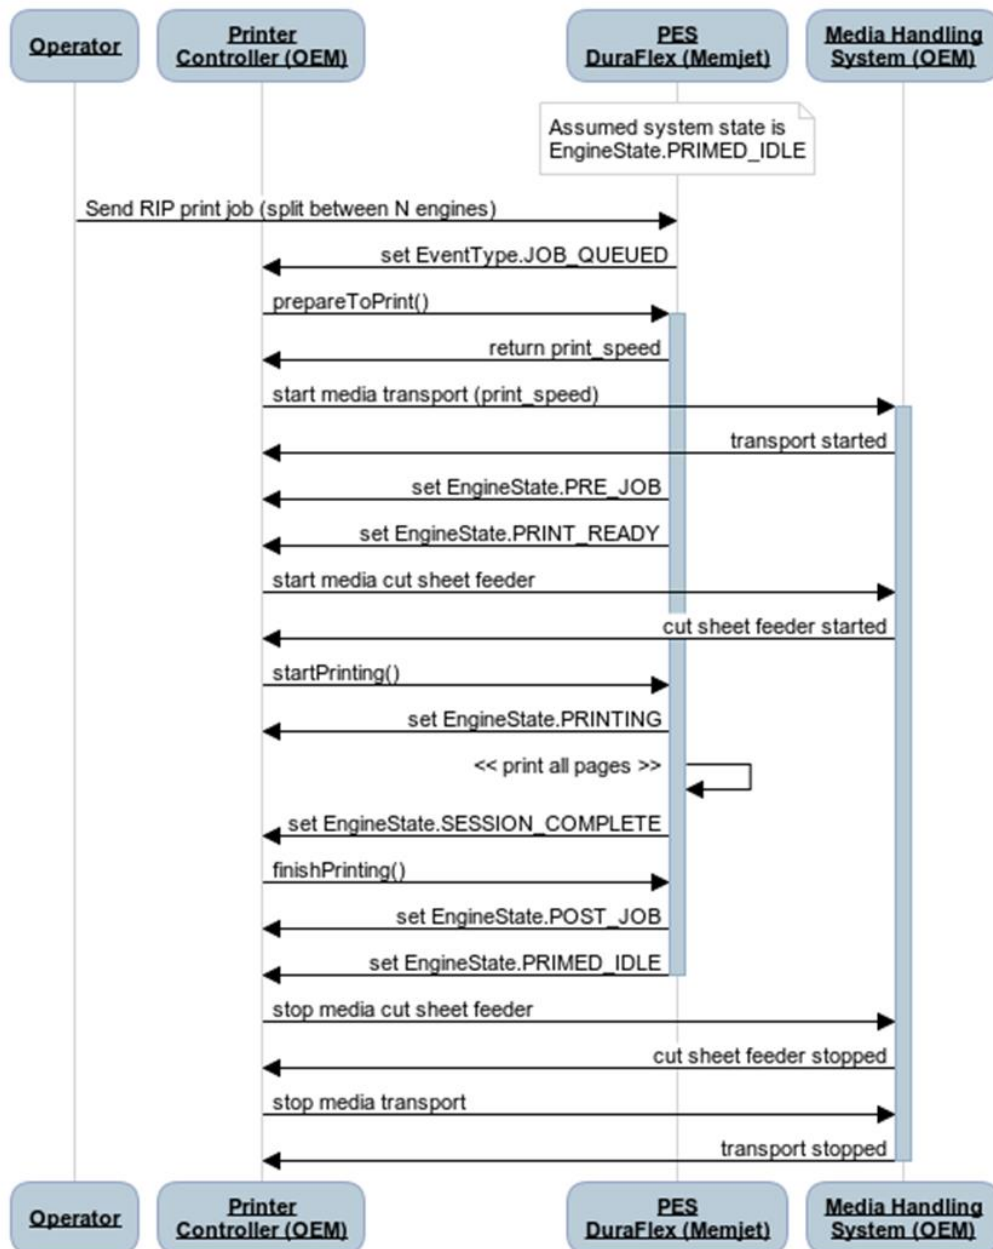 Operator
Printer
Controller (OEM)
PES
DuraFlex (Memjet)
Media Handling
System (OEM)
Assumed system state is
EngineState.PRIMED_IDLE
Send RIP print job (split between N engines)
set EventType.JOB_QUEUED
prepareToPrint()
return print_speed
start media transport (print_speed)
transport started
set EngineState.PRE_JOB
set EngineState.PRINT_READY
start media cut sheet feeder
cut sheet feeder started
startPrinting()
set EngineState.PRINTING
<< print all pages >>
set EngineState.SESSION_COMPLETE
finishPrinting()
set EngineState.POST_JOB
set EngineState.PRIMED_IDLE
stop media cut sheet feeder
cut sheet feeder stopped
stop media transport
transport stopped
Operator
Printer
Controller (OEM)
PES
DuraFlex (Memjet)
Media Handling
System (OEM)